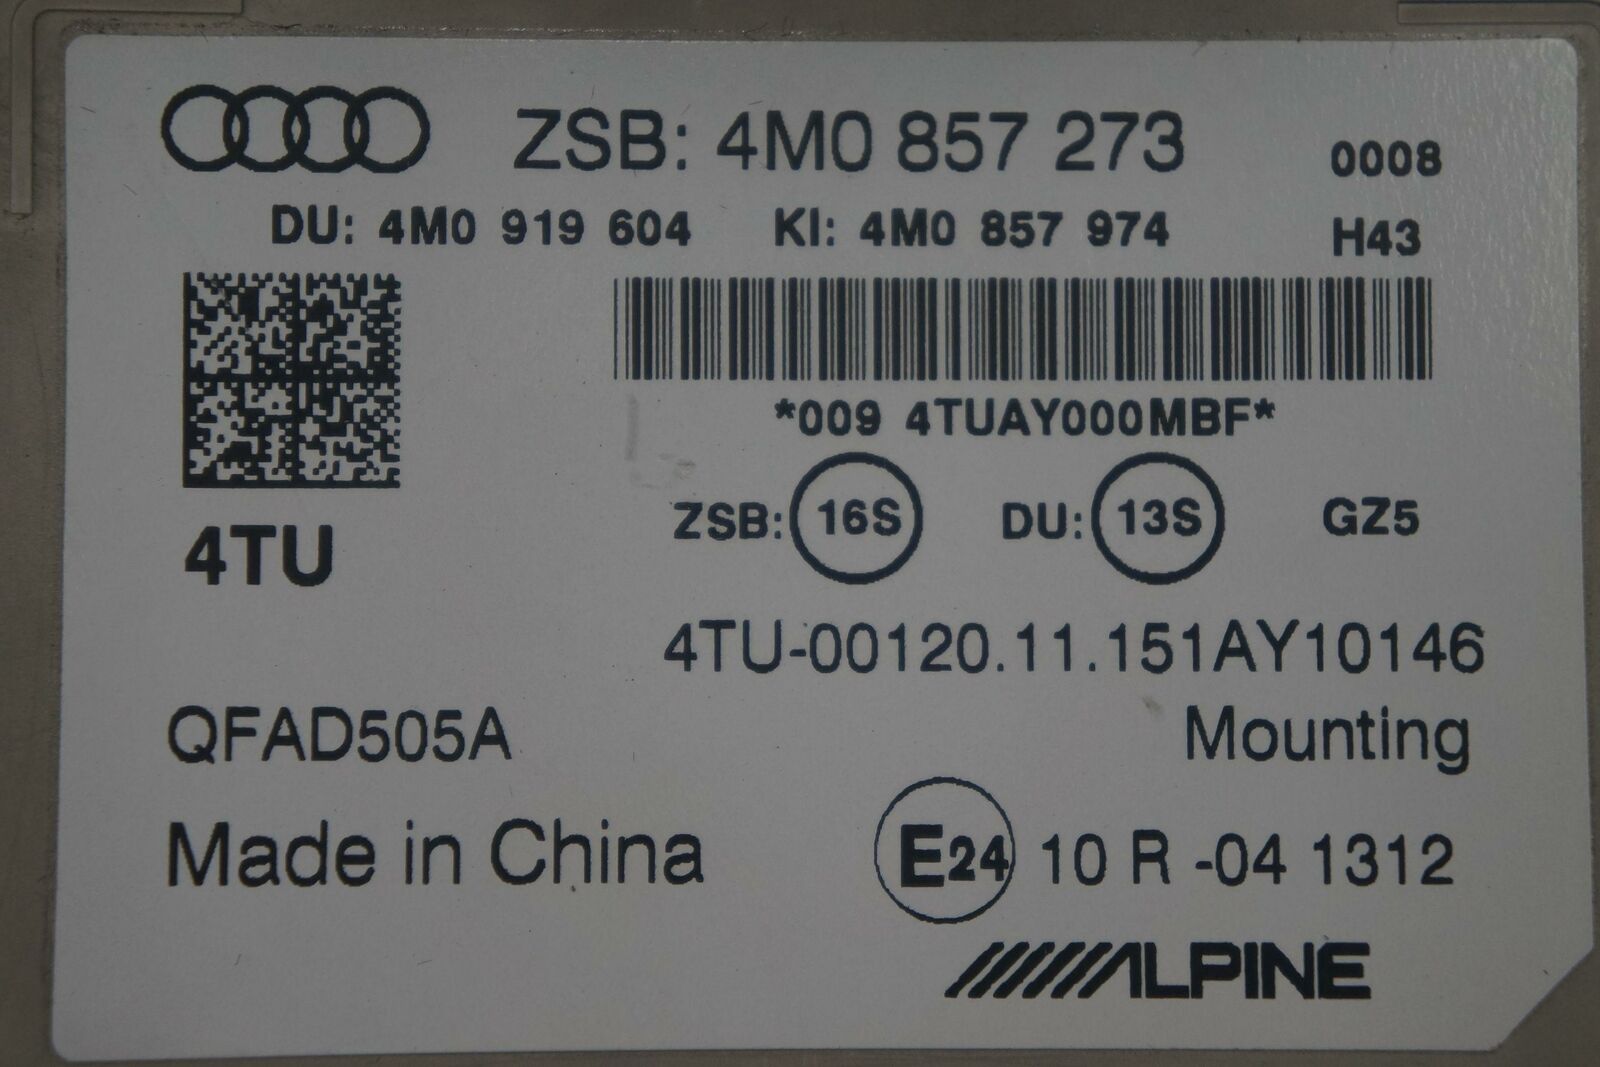 ZSB: 4M0 857 273 0008
DU: 4M0 919 604 KI: 4M0 857 974 H43
*009 4TUAY000MBF*
ZSB: 16S DU: 13S GZ5
4TU
4TU-00120.11.151AY10146
QFAD505A Mounting
Made in China E24 10 R -04 1312
ALPINE